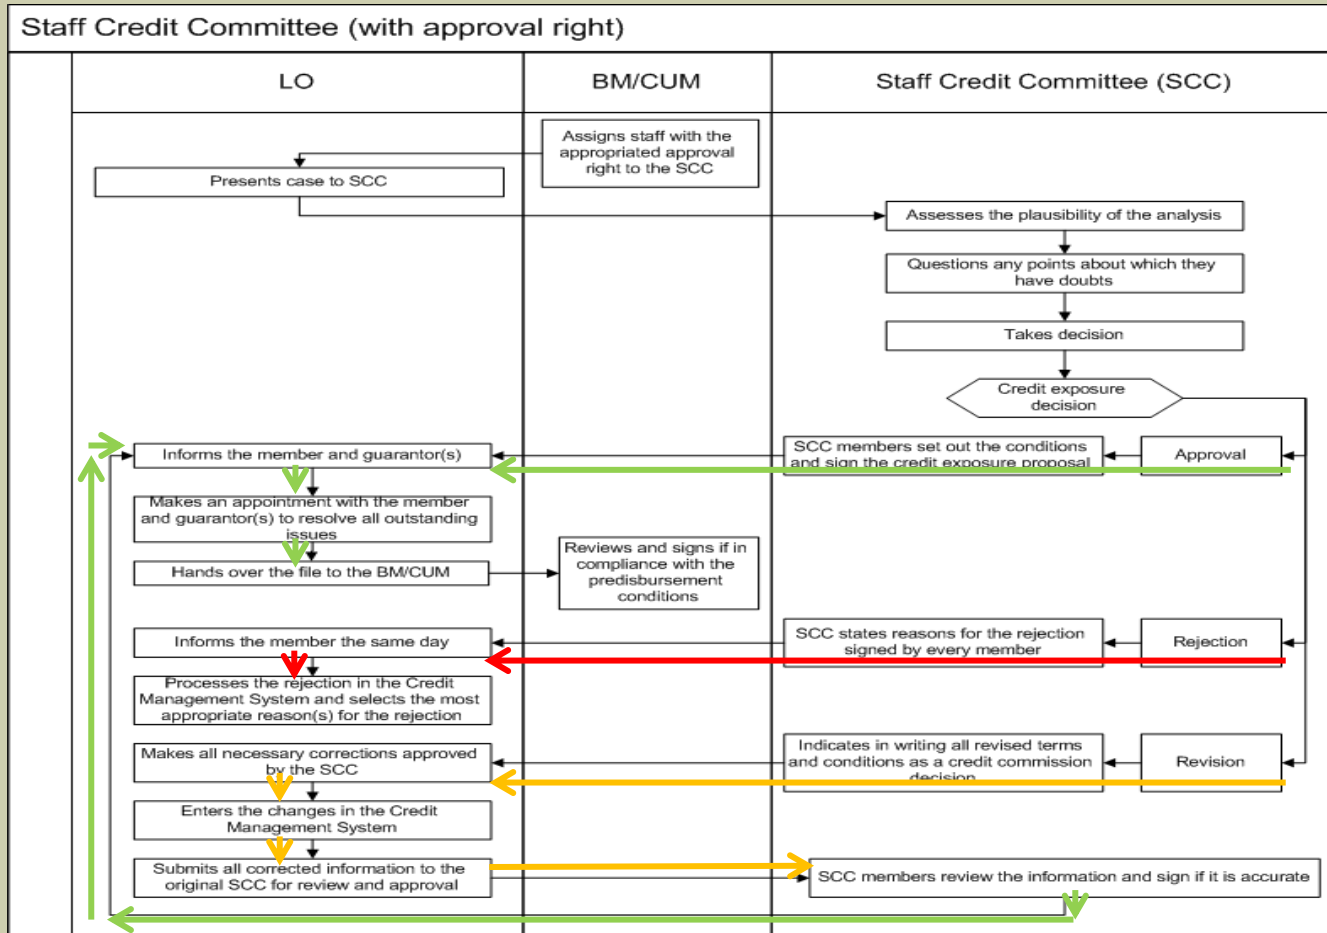 Staff Credit Committee (with approval right)
LO
BM/CUM
Staff Credit Committee (SCC)
Assigns staff with the
appropriated approval
right to the SCC
Presents case to SCC
Assesses the plausibility of the analysis
Questions any points about which they
have doubts
Takes decision
Credit exposure
decision
Informs the member and guarantor(s)
SCC members set out the conditions
and sign the credit exposure proposal
Approval
Makes an appointment with the member
and guarantor(s) to resolve all outstanding
issues
Hands over the file to the BM/CUM
Reviews and signs if in
compliance with the
predisbursement
conditions
Informs the member the same day
SCC states reasons for the rejection
signed by every member
Rejection
Processes the rejection in the Credit
Management System and selects the most
appropriate reason(s) for the rejection
Makes all necessary corrections approved
by the SCC
Indicates in writing all revised terms
and conditions as a credit commission
decision
Revision
Enters the changes in the Credit
Management System
Submits all corrected information to the
original SCC for review and approval
SCC members review the information and sign if it is accurate